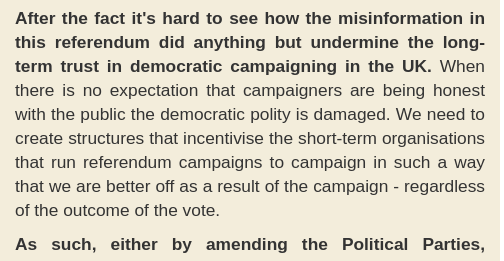 After the fact it's hard to see how the misinformation in
this referendum did anything but undermine the long-
term trust in democratic campaigning in the UK. When
there is no expectation that campaigners are being honest
with the public the democratic polity is damaged. We need to
create structures that incentivise the short-term organisations
that run referendum campaigns to campaign in such a way
that we are better off as a result of the campaign - regardless
of the outcome of the vote.
As such, either by amending the Political Parties,